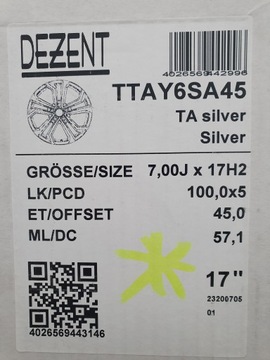 DEZENT
4026569442996
TTAY6SA45
TA silver
Silver
GRÖSSE/SIZE 7,00J x 17H2
LK/PCD 100,0x5
ET/OFFSET 45,0
ML/DC 57,1
17"
23200705
01
4026569443146